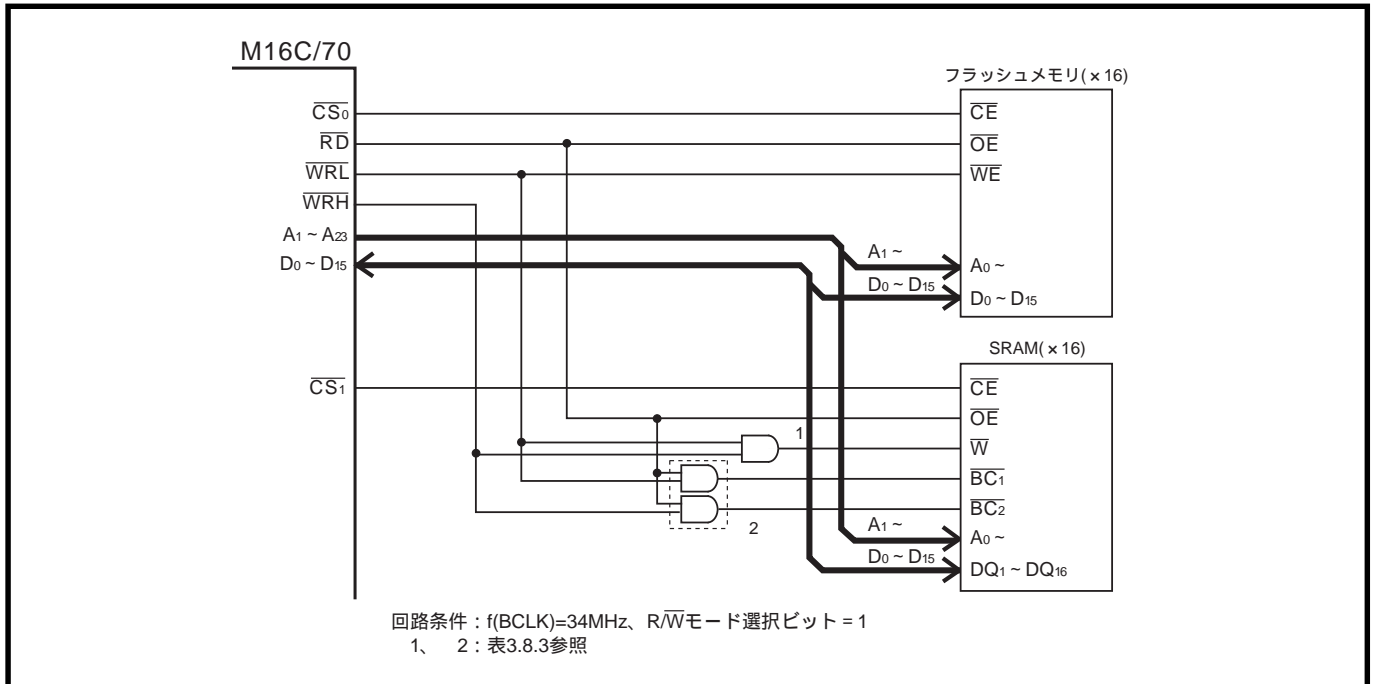 M16C/70
フラッシュメモリ(×16)
CS0
CE
RD
OE
WRL
WE
WRH
A1 ~ A23
A1 ~
A0 ~
D0 ~ D15
D0 ~ D15
D0 ~ D15
SRAM(×16)
CS1
CE
OE
1
W
BC1
BC2
2
A1 ~
A0 ~
D0 ~ D15
DQ1 ~ DQ16
回路条件：f(BCLK)=34MHz、R/Wモード選択ビット = 1
1、 2：表3.8.3参照